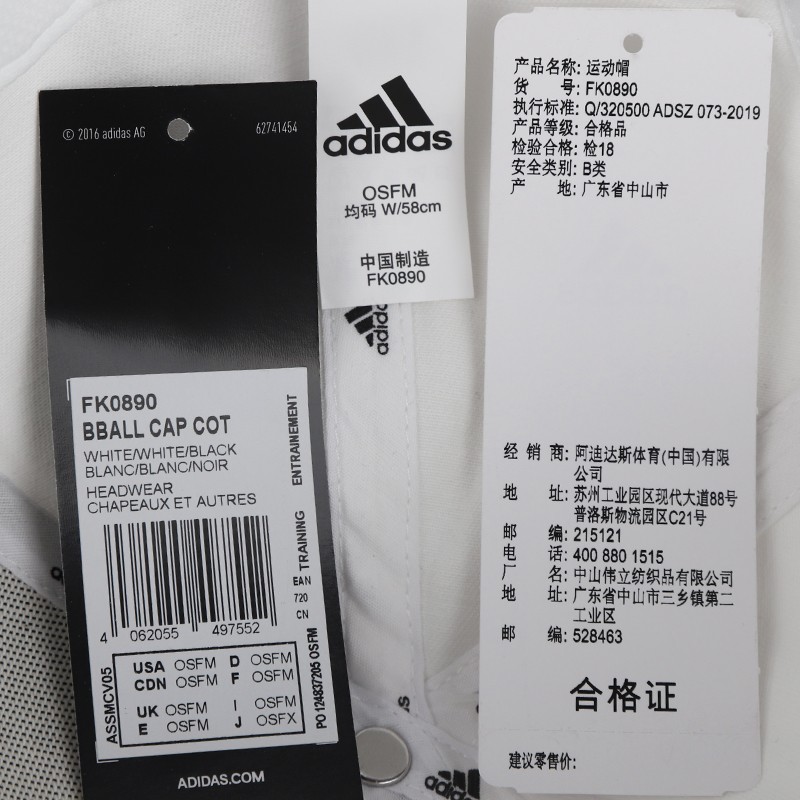 © 2016 adidas AG
62741454
FK0890
BBALL CAP COT
WHITE/WHITE/BLACK
BLANC/BLANC/NOIR
HEADWEAR
CHAPEAUX ET AUTRES
TRAINING ENTRAINEMENT
EAN
720
CN
4 062055 497552
ASSMCV05
USA OSFM D OSFM
CDN OSFM F OSFM
UK OSFM I OSFM
E OSFM J OSFX
PO 124837205 OSFM
ADIDAS.COM
adidas
OSFM
均码 W/58cm
中国制造
FK0890
adidas
产品名称: 运动帽
货 号: FK0890
执行标准: Q/320500 ADSZ 073-2019
产品等级: 合格品
检验合格: 检18
安全类别: B类
产 地: 广东省中山市
经 销 商: 阿迪达斯体育(中国)有限
公司
地 址: 苏州工业园区现代大道88号
普洛斯物流园区C21号
邮 编: 215121
电 话: 400 880 1515
厂 名: 中山伟立纺织品有限公司
地 址: 广东省中山市三乡镇第二
工业区
邮 编: 528463
合格证
建议零售价: